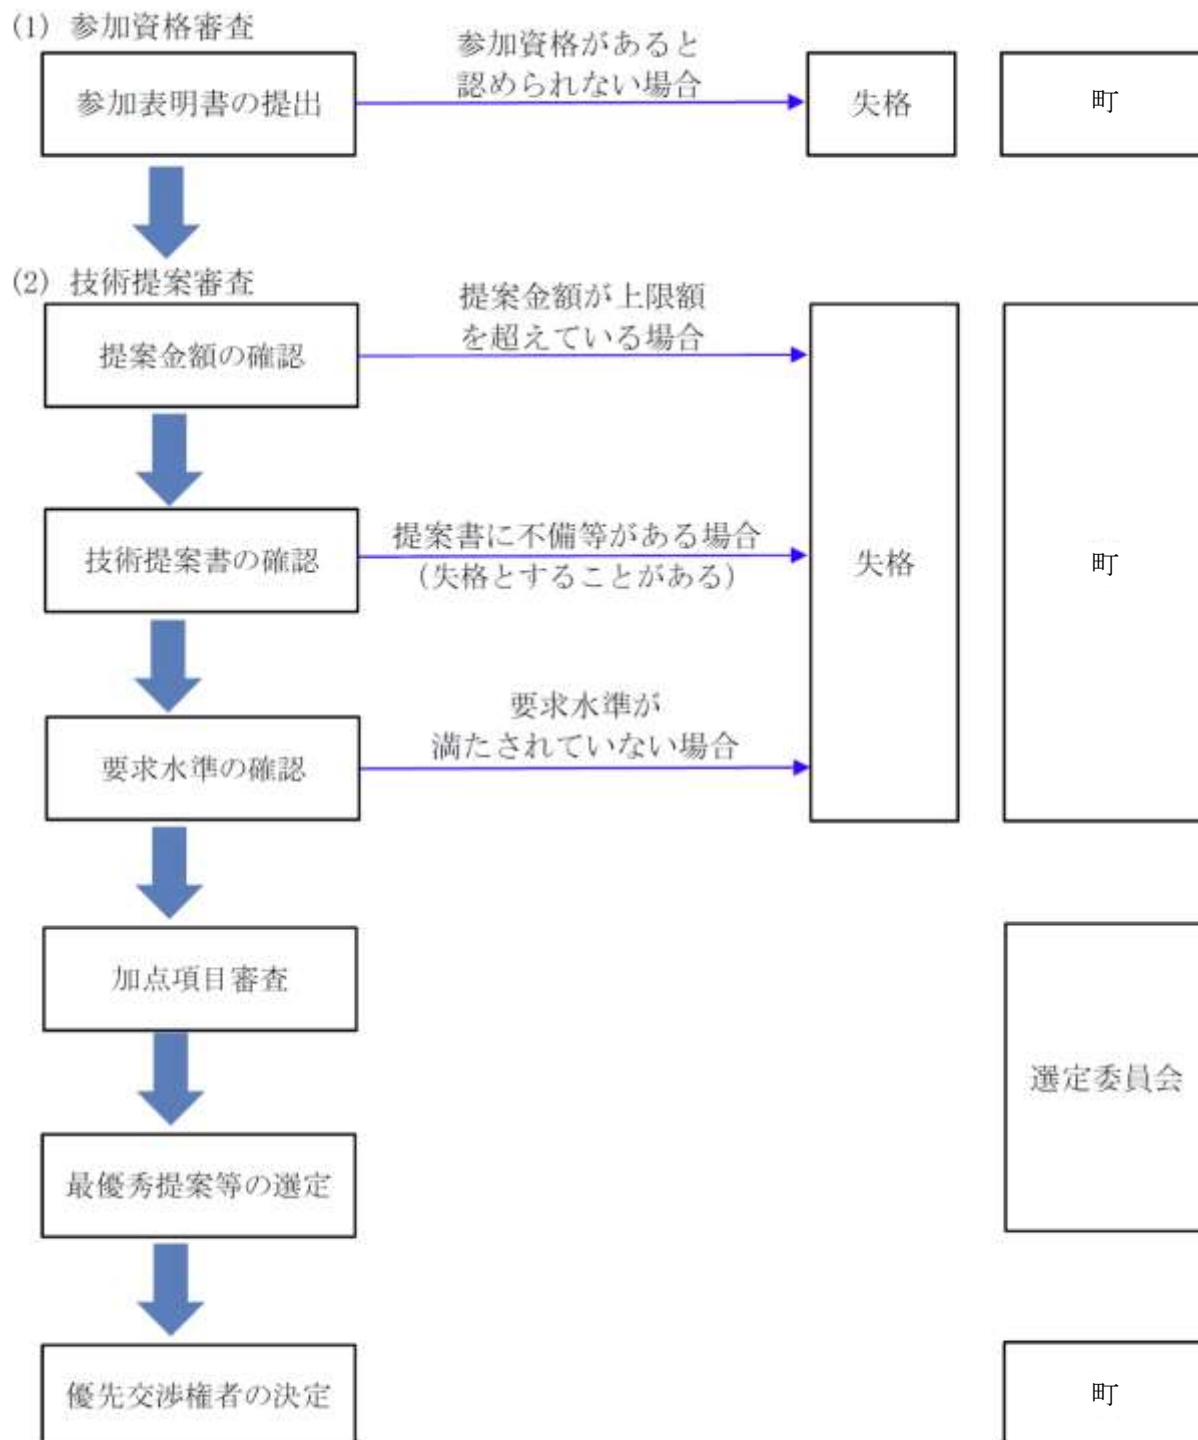 (1) 参加資格審査
参加資格があると
認められない場合
参加表明書の提出
失格
町
(2) 技術提案審査
提案金額が上限額
を超えている場合
提案金額の確認
提案書に不備等がある場合
(失格とすることがある)
技術提案書の確認
失格
町
要求水準が
満たされていない場合
要求水準の確認
加点項目審査
選定委員会
最優秀提案等の選定
優先交渉権者の決定
町